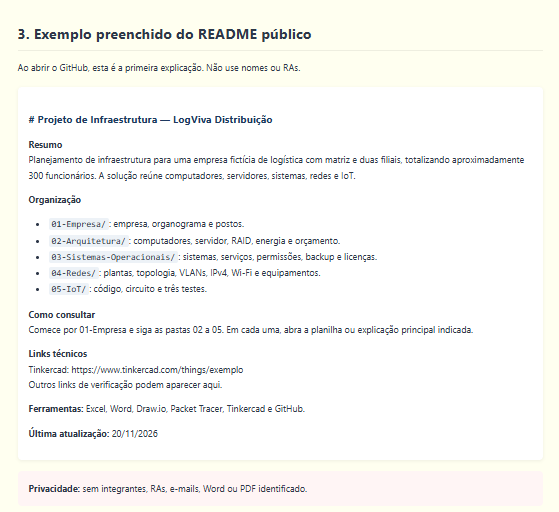 3. Exemplo preenchido do README público
Ao abrir o GitHub, esta é a primeira explicação. Não use nomes ou RAs.
# Projeto de Infraestrutura — LogViva Distribuição
Resumo
Planejamento de infraestrutura para uma empresa fictícia de logística com matriz e duas filiais, totalizando aproximadamente
300 funcionários. A solução reúne computadores, servidores, sistemas, redes e IoT.
Organização
• 01-Empresa/ : empresa, organograma e postos.
• 02-Arquitetura/ : computadores, servidor, RAID, energia e orçamento.
• 03-Sistemas-Operacionais/ : sistemas, serviços, permissões, backup e licenças.
• 04-Redes/ : plantas, topologia, VLANs, IPv4, Wi-Fi e equipamentos.
• 05-IoT/ : código, circuito e três testes.
Como consultar
Comece por 01-Empresa e siga as pastas 02 a 05. Em cada uma, abra a planilha ou explicação principal indicada.
Links técnicos
Tinkercad: https://www.tinkercad.com/things/exemplo
Outros links de verificação podem aparecer aqui.
Ferramentas: Excel, Word, Draw.io, Packet Tracer, Tinkercad e GitHub.
Última atualização: 20/11/2026
Privacidade: sem integrantes, RAs, e-mails, Word ou PDF identificado.